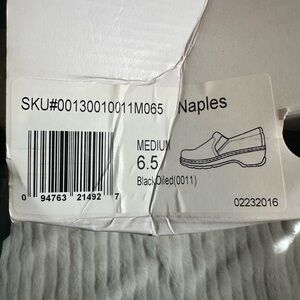 SKU#00130010011M065 Naples
MEDIUM
6.5
Black Oiled(0011)
0 94763 21492 7
02232016